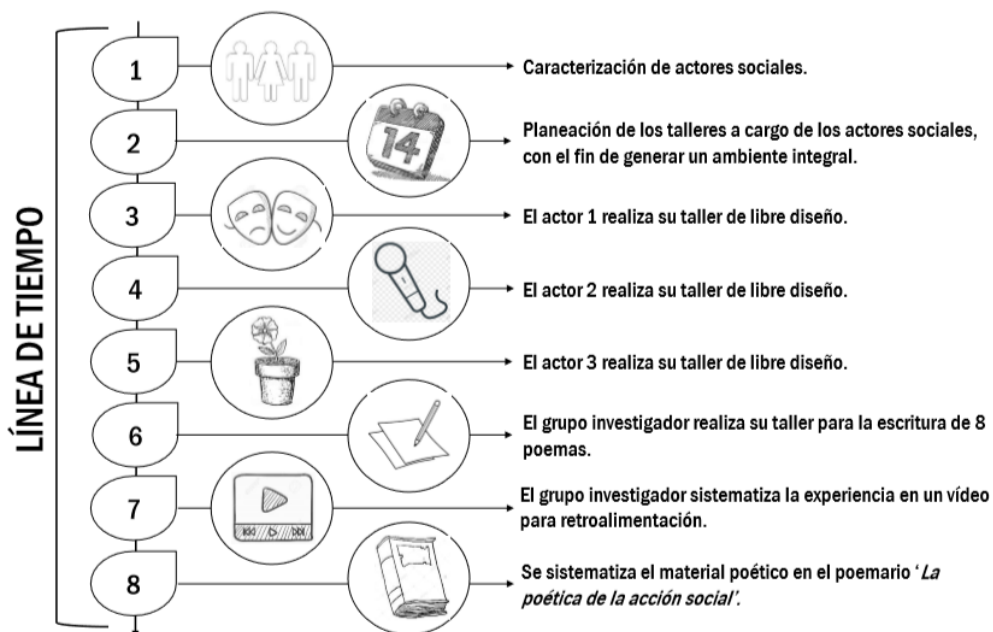 LÍNEA DE TIEMPO
1
Caracterización de actores sociales.
2
14
Planeación de los talleres a cargo de los actores sociales,
con el fin de generar un ambiente integral.
3
El actor 1 realiza su taller de libre diseño.
4
El actor 2 realiza su taller de libre diseño.
5
El actor 3 realiza su taller de libre diseño.
6
El grupo investigador realiza su taller para la escritura de 8
poemas.
7
El grupo investigador sistematiza la experiencia en un vídeo
para retroalimentación.
8
Se sistematiza el material poético en el poemario ‘La
poética de la acción social’.